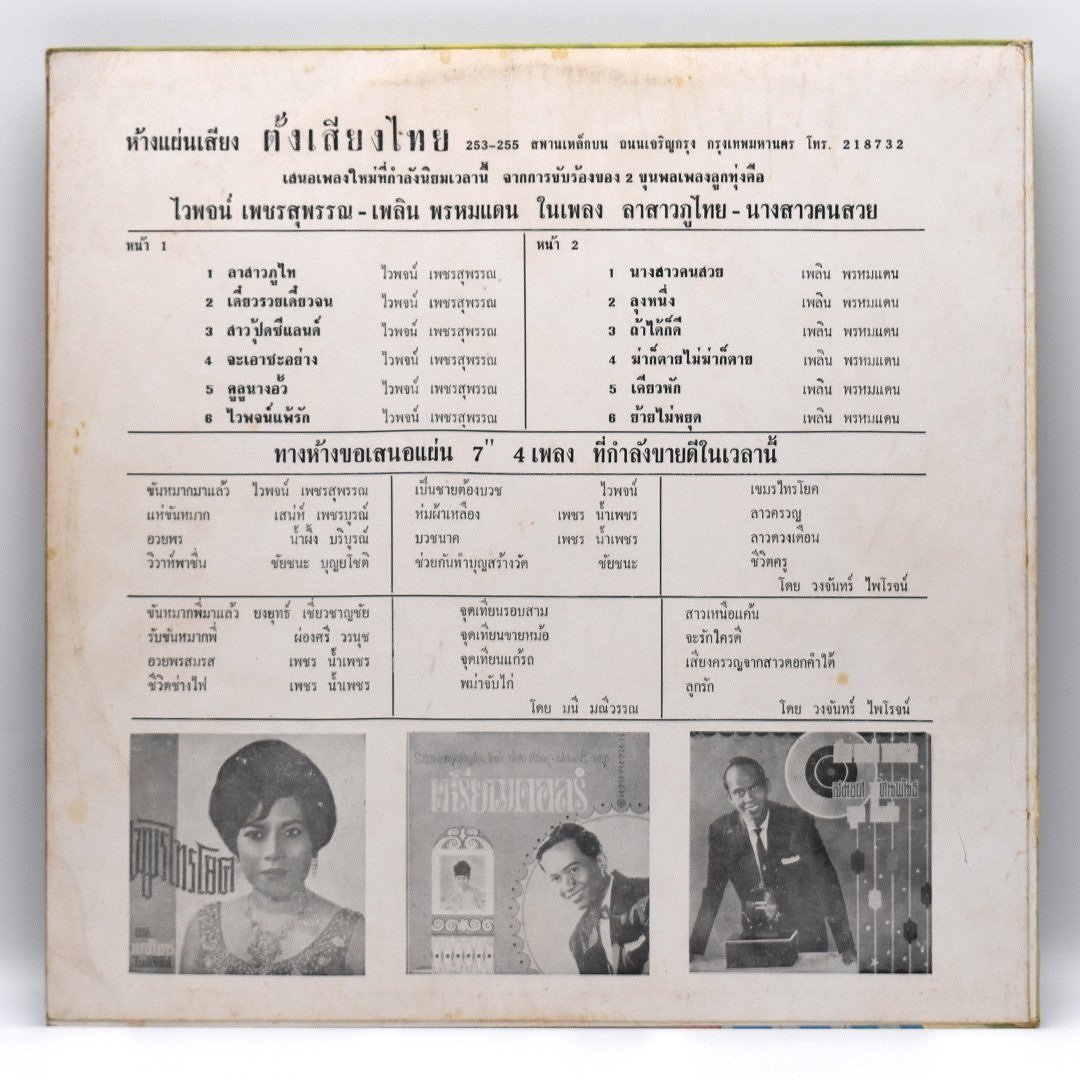 ห้างแผ่นเสียง ตั้งเสียงไทย 253-255 สพานเหล็กบน ถนนเจริญกรุง กรุงเทพมหานคร โทร. 218732
เสนอเพลงใหม่ที่กำลังนิยมเวลานี้ จากการขับร้องของ 2 ขุนพลเพลงลูกทุ่งคือ
ไวพจน์ เพชรสุพรรณ - เพลิน พรหมแดน ในเพลง ลาสาวภูไทย - นางสาวคนสวย
หน้า 1
1 ลาสาวภูไท ไวพจน์ เพชรสุพรรณ
2 เดี๋ยวรวยเดี๋ยวจน ไวพจน์ เพชรสุพรรณ
3 สาวปุ๋ดซีแลนด์ ไวพจน์ เพชรสุพรรณ
4 จะเอาชะอย่าง ไวพจน์ เพชรสุพรรณ
5 คูลูนางอั้ว ไวพจน์ เพชรสุพรรณ
6 ไวพจน์แพ้รัก ไวพจน์ เพชรสุพรรณ
หน้า 2
1 นางสาวคนสวย เพลิน พรหมแดน
2 ลุงหนึ่ง เพลิน พรหมแดน
3 ถ้าได้ก็ดี เพลิน พรหมแดน
4 ฆ่าก็ตายไม่ฆ่าก็ตาย เพลิน พรหมแดน
5 เดียวหัก เพลิน พรหมแดน
6 ย้ายไม่หยุด เพลิน พรหมแดน
ทางห้างขอเสนอแผ่น 7" 4 เพลง ที่กำลังขายดีในเวลานี้
ขันหมากมาแล้ว ไวพจน์ เพชรสุพรรณ
แห่ขันหมาก เสน่ห์ เพชรบูรณ์
อวยพร น้ำผึ้ง บริบูรณ์
วิวาห์พาชื่น ชัยชนะ บุญยโชติ
เป็นชายต้องบวช ไวพจน์
ห่มผ้าเหลือง เพชร น้ำเพชร
บวชนาค เพชร น้ำเพชร
ช่วยกันทำบุญสร้างวัด ชัยชนะ
เขมรไทรโยค
ลาวครวญ
ลาวดวงเดือน
ชีวิตครู
โดย วงจันทร์ ไพโรจน์
ขันหมากพี่มาแล้ว ยงยุทธ์ เชี่ยวชาญชัย
รับขันหมากพี่ ผ่องศรี วรนุช
อวยพรสมรส เพชร น้ำเพชร
ชีวิตช่างไฟ เพชร น้ำเพชร
จุดเทียนรอบสาม
จุดเทียนขายหม้อ
จุดเทียนแก้รถ
พม่าจับไก่
โดย มนี มณีวรรณ
สาวเหนือแค้น
จะรักใครดี
เสียงครวญจากสาวดอกคำใต้
ลูกรัก
โดย วงจันทร์ ไพโรจน์
เหรียญดอลร์